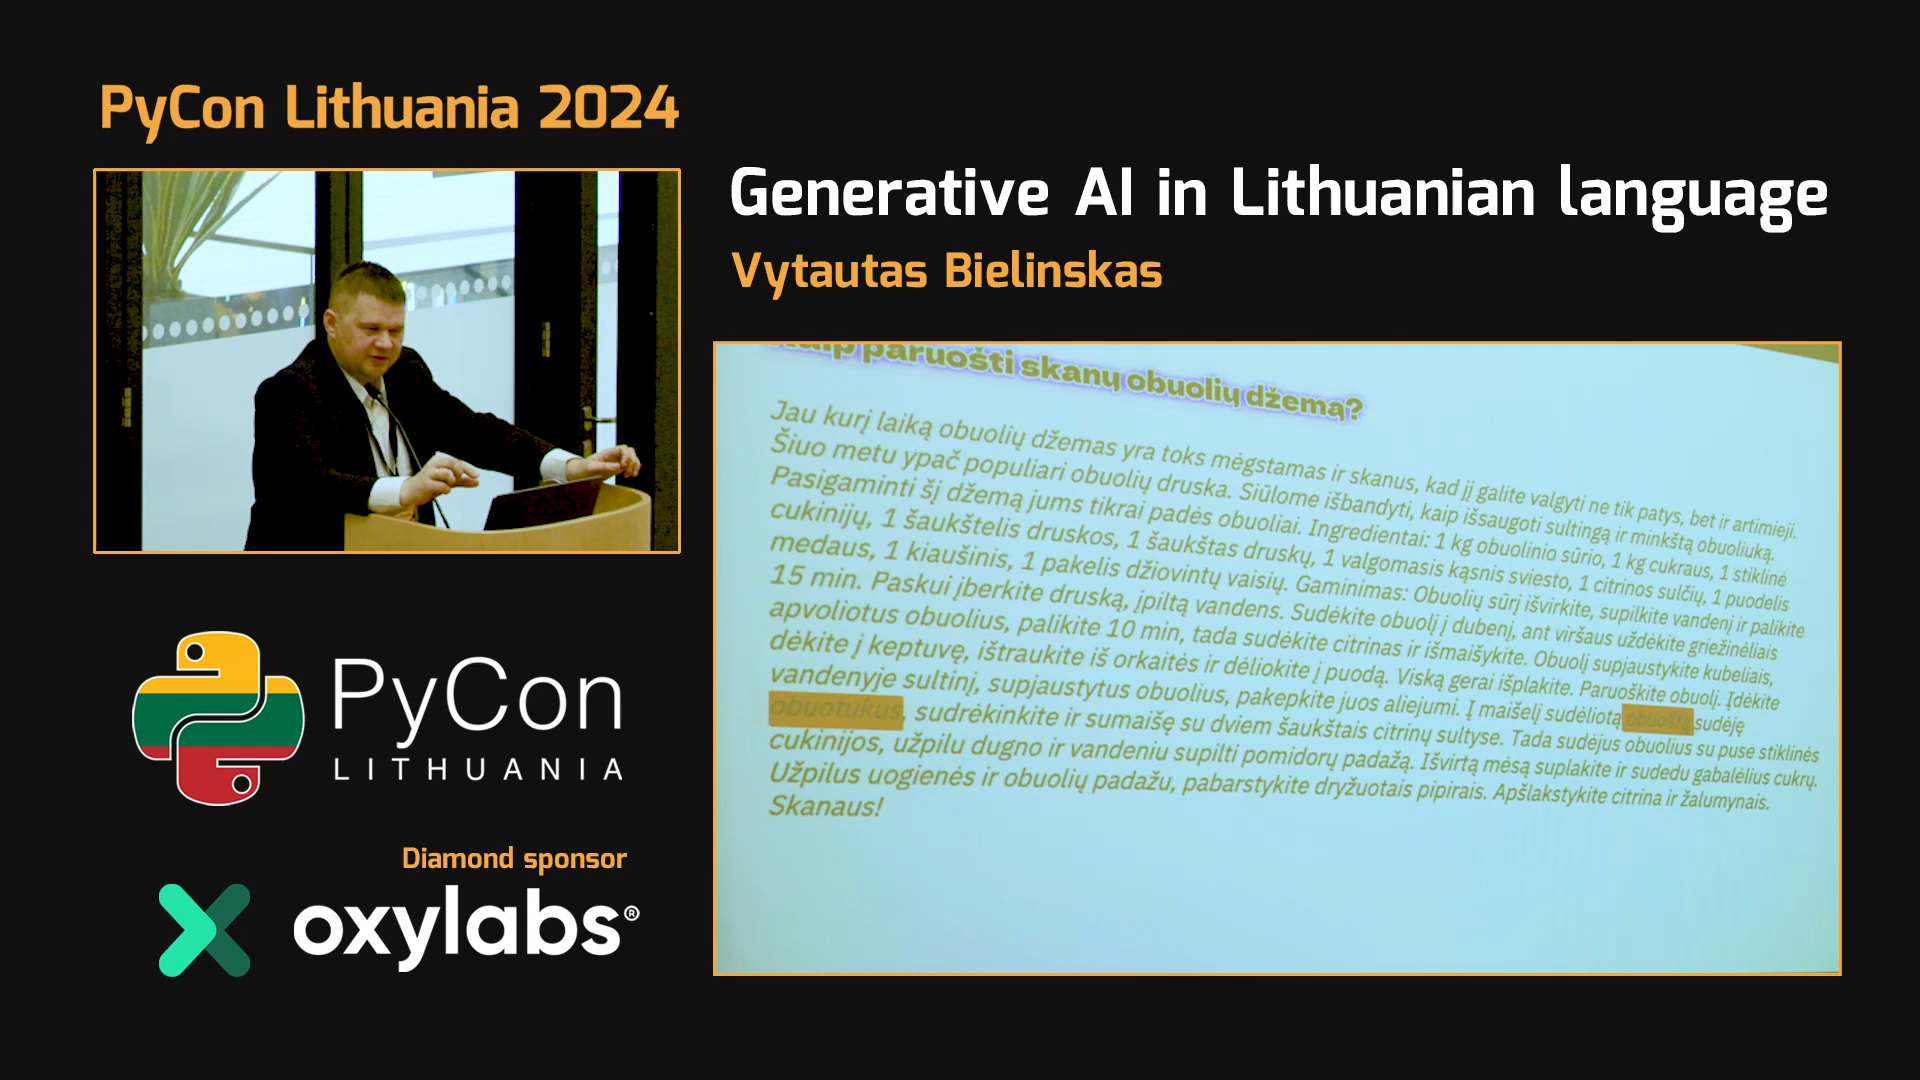 PyCon Lithuania 2024
Generative AI in Lithuanian language
Vytautas Bielinskas
Kaip paruošti skanų obuolių džemą?
Jau kurį laiką obuolių džemas yra toks mėgstamas ir skanus, kad jį galite valgyti ne tik patys, bet ir artimieji.
Šiuo metu ypač populiari obuolių druska. Siūlome išbandyti, kaip išsaugoti sultingą ir minkštą obuoliuką.
Pasigaminti šį džemą jums tikrai padės obuoliai. Ingredientai: 1 kg obuolinio sūrio, 1 kg cukraus, 1 stiklinė
cukinijų, 1 šaukštelis druskos, 1 šaukštas druskų, 1 valgomasis kąsnis sviesto, 1 citrinos sulčių, 1 puodelis
medaus, 1 kiaušinis, 1 pakelis džiovintų vaisių. Gaminimas: Obuolių sūrį išvirkite, supilkite vandenį ir palikite
15 min. Paskui įberkite druską, įpiltą vandens. Sudėkite obuolį į dubenį, ant viršaus uždėkite griežinėliais
apvoliotus obuolius, palikite 10 min, tada sudėkite citrinas ir išmaišykite. Obuolį supjaustykite kubeliais,
dėkite į keptuvę, ištraukite iš orkaitės ir dėliokite į puodą. Viską gerai išplakite. Paruoškite obuolį. Įdėkite
vandenyje sultinį, supjaustytus obuolius, pakepkite juos aliejumi. Į maišelį sudėliotą obuoštą sudėję
obuotukus, sudrėkinkite ir sumaišę su dviem šaukštais citrinų sultyse. Tada sudėjus obuolius su puse stiklinės
cukinijos, užpilu dugno ir vandeniu supilti pomidorų padažą. Išvirtą mėsą suplakite ir sudedu gabalėlius cukrų.
Užpilus uogienės ir obuolių padažu, pabarstykite dryžuotais pipirais. Apšlakstykite citrina ir žalumynais.
Skanaus!
PyCon
LITHUANIA
Diamond sponsor
oxylabs®